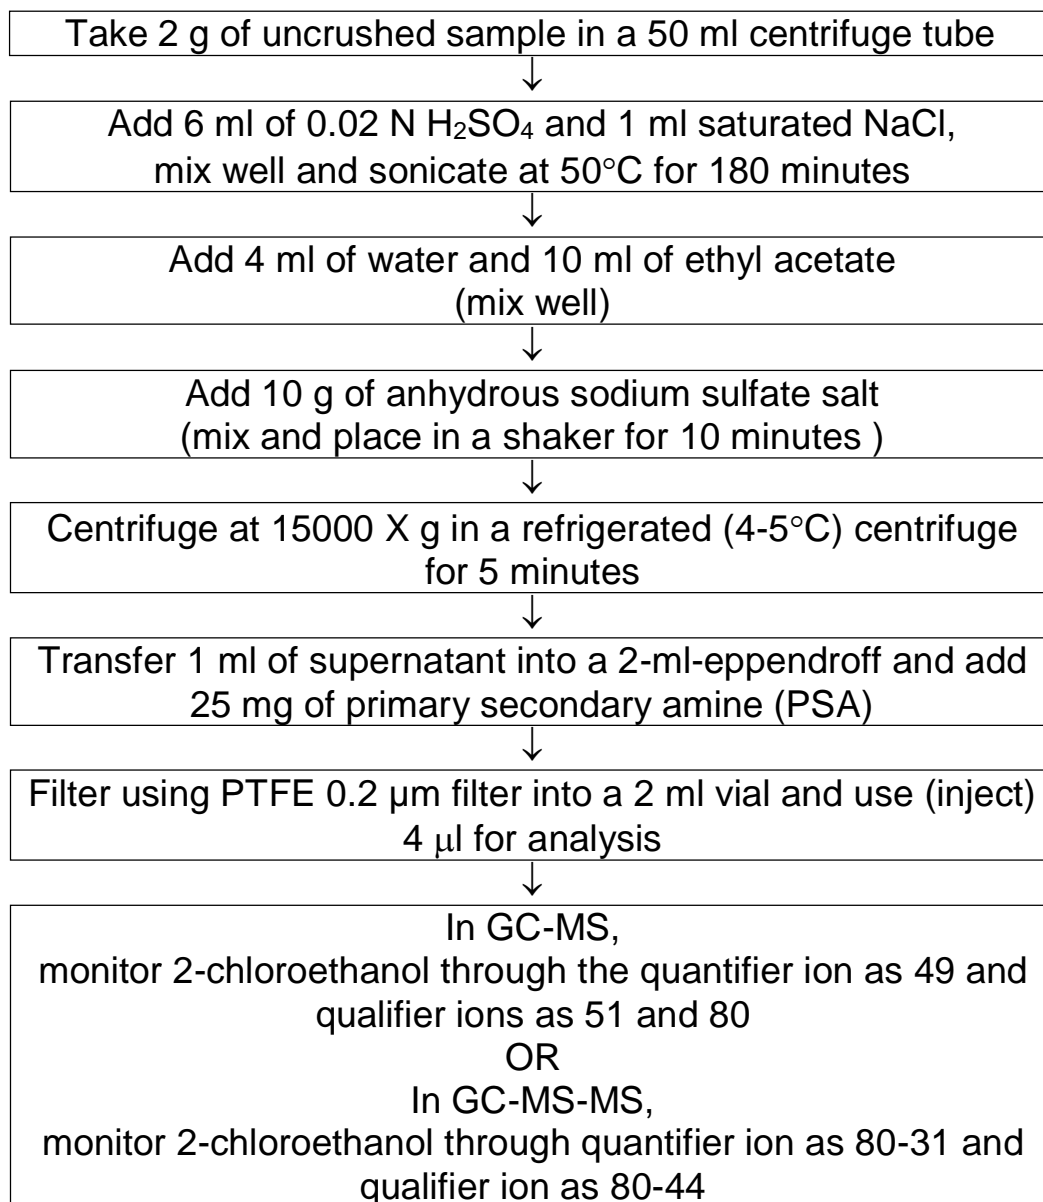 Take 2 g of uncrushed sample in a 50 ml centrifuge tube
↓
Add 6 ml of 0.02 N H₂SO₄ and 1 ml saturated NaCl,
mix well and sonicate at 50°C for 180 minutes
↓
Add 4 ml of water and 10 ml of ethyl acetate
(mix well)
↓
Add 10 g of anhydrous sodium sulfate salt
(mix and place in a shaker for 10 minutes )
↓
Centrifuge at 15000 X g in a refrigerated (4-5°C) centrifuge
for 5 minutes
↓
Transfer 1 ml of supernatant into a 2-ml-eppendroff and add
25 mg of primary secondary amine (PSA)
↓
Filter using PTFE 0.2 µm filter into a 2 ml vial and use (inject)
4 µl for analysis
↓
In GC-MS,
monitor 2-chloroethanol through the quantifier ion as 49 and
qualifier ions as 51 and 80
OR
In GC-MS-MS,
monitor 2-chloroethanol through quantifier ion as 80-31 and
qualifier ion as 80-44